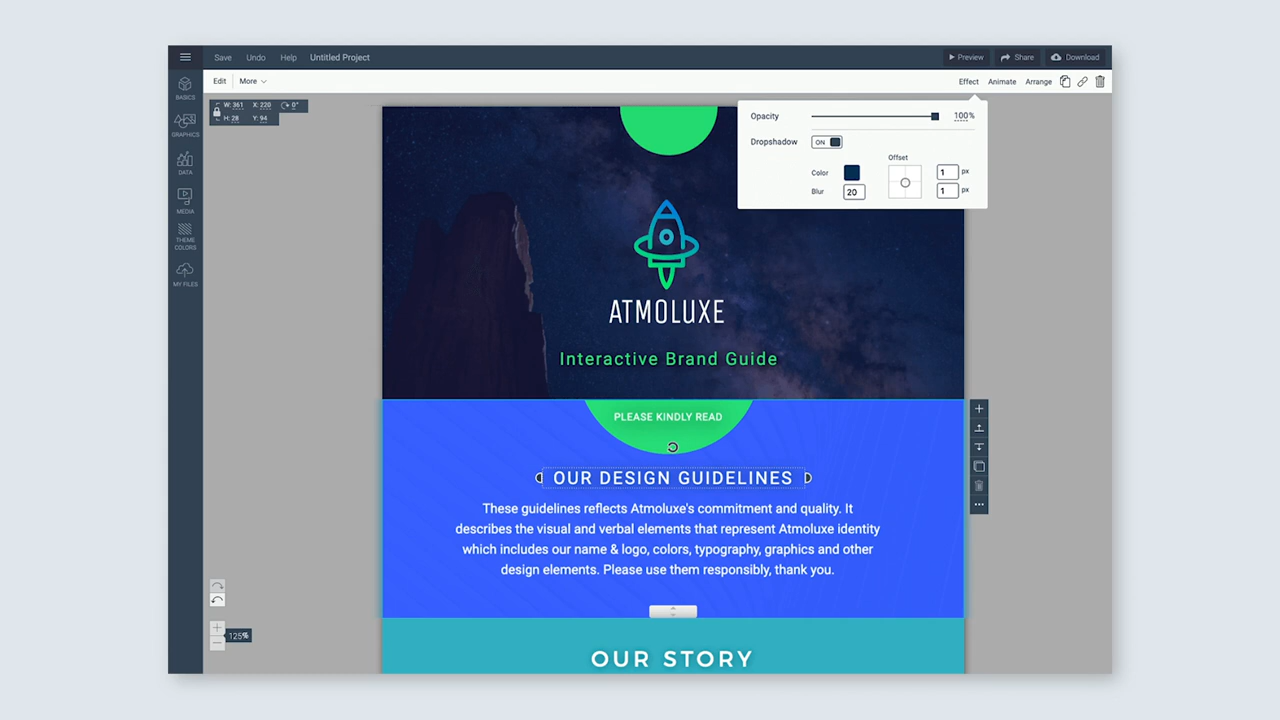 Save Undo Help Untitled Project
Preview Share Download
Edit More
Effect Animate Arrange
BASICS
GRAPHICS
DATA
MEDIA
THEME
COLORS
MY FILES
W: 361 X: 220 0°
H: 28 Y: 94
Opacity 100%
Dropshadow ON
Offset
Color 1 px
Blur 20 1 px
ATMOLUXE
Interactive Brand Guide
PLEASE KINDLY READ
OUR DESIGN GUIDELINES
These guidelines reflects Atmoluxe's commitment and quality. It
describes the visual and verbal elements that represent Atmoluxe identity
which includes our name & logo, colors, typography, graphics and other
design elements. Please use them responsibly, thank you.
125%
OUR STORY